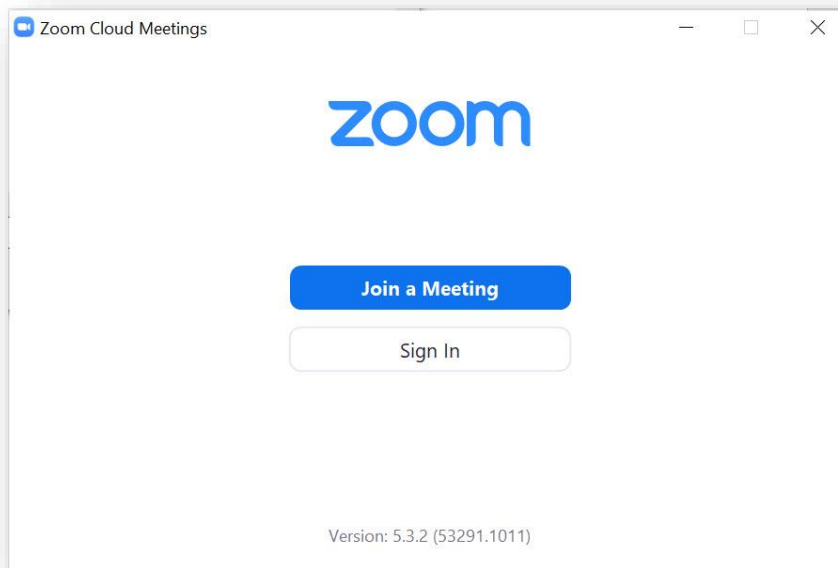 Zoom Cloud Meetings
zoom
Join a Meeting
Sign In
Version: 5.3.2 (53291.1011)